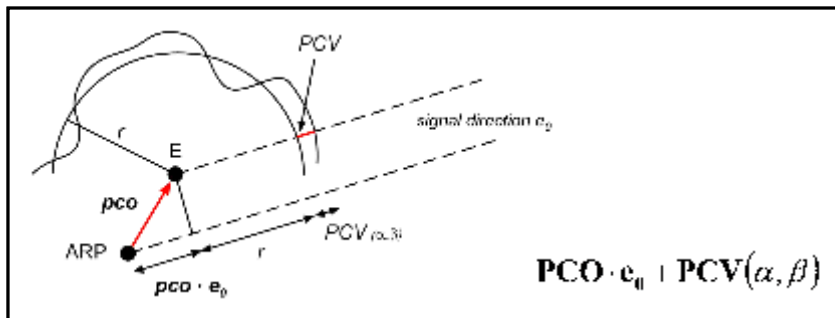 PCV
r
signal direction e₀
E
pco
ARP
PCV (α,β)
r
pco · e₀
PCO · e₀ + PCV(α, β)